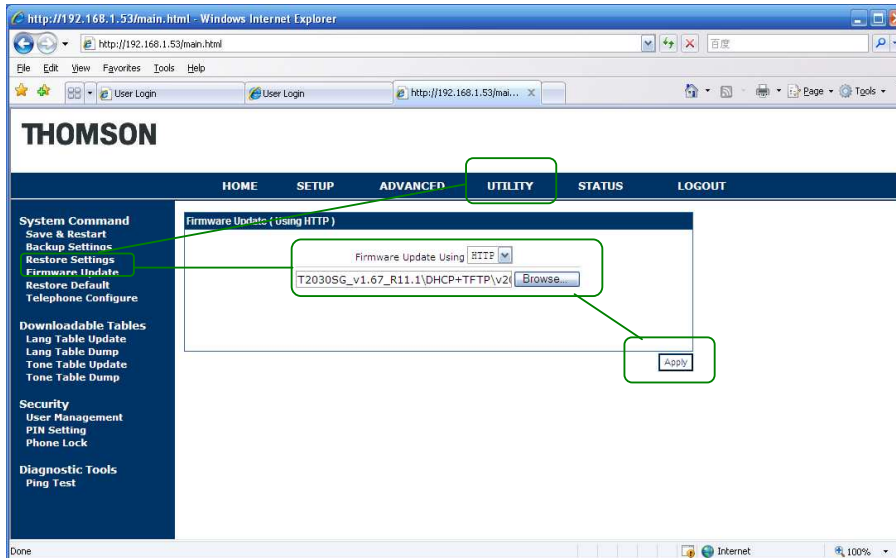 http://192.168.1.53/main.html - Windows Internet Explorer
http://192.168.1.53/main.html
百度
File Edit View Favorites Tools Help
User Login
User Login
http://192.168.1.53/mai... X
Page Tools
THOMSON
HOME SETUP ADVANCED UTILITY STATUS LOGOUT
System Command
Save & Restart
Backup Settings
Restore Settings
Firmware Update
Restore Default
Telephone Configure
Downloadable Tables
Lang Table Update
Lang Table Dump
Tone Table Update
Tone Table Dump
Security
User Management
PIN Setting
Phone Lock
Diagnostic Tools
Ping Test
Firmware Update ( Using HTTP )
Firmware Update Using HTTP
T2030SG_v1.67_R11.1\DHCP+TFTP\v2( Browse...
Apply
Done
Internet
100%